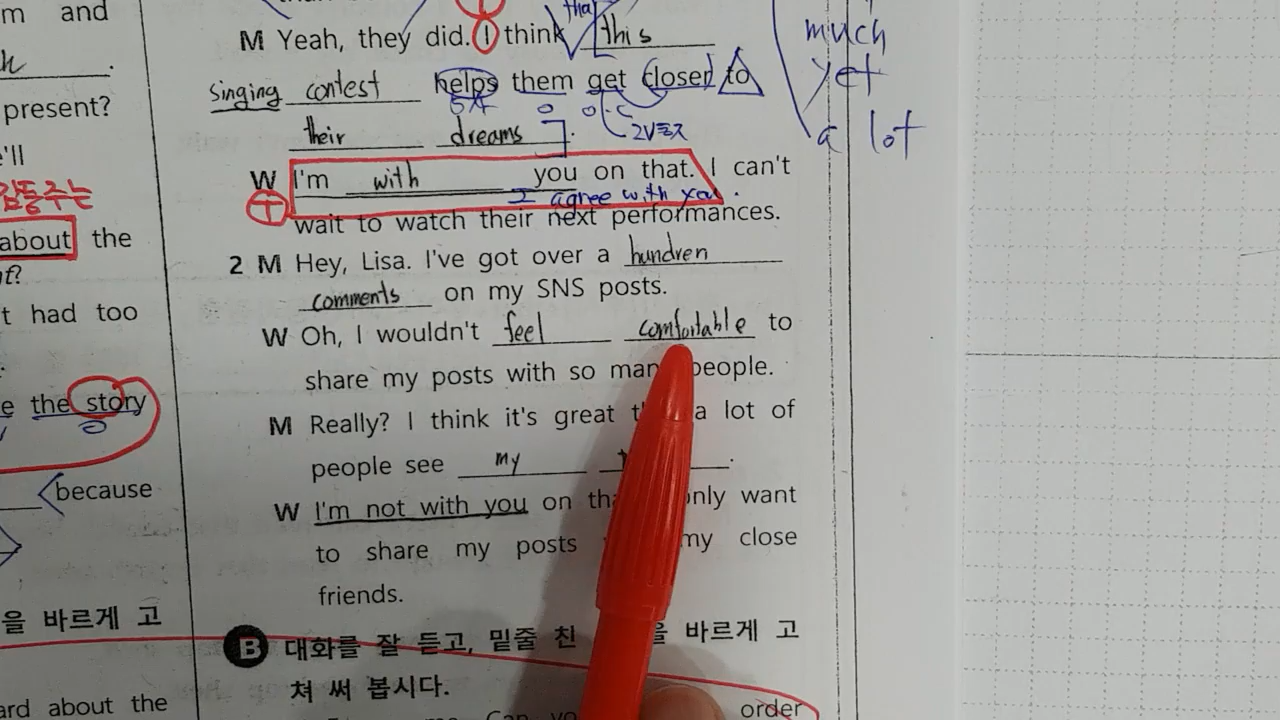 m and
M Yeah, they did. I think this
that
much
yet
a lot
singing contest helps them get closer to
present?
their dreams
e'll
W I'm with you on that. I can't
I agree with you.
wait to watch their next performances.
about the
2 M Hey, Lisa. I've got over a hundren
t?
comments on my SNS posts.
t had too
W Oh, I wouldn't feel comfortable to
share my posts with so many people.
e the story
M Really? I think it's great a lot of
people see my
because
W I'm not with you on only want
to share my posts my close
friends.
을 바르게 고
B 대화를 잘 듣고, 밑줄 친 을 바르게 고
쳐 써 봅시다.
ard about the
order